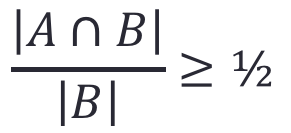 |A ∩ B|
|B|
≥ ½